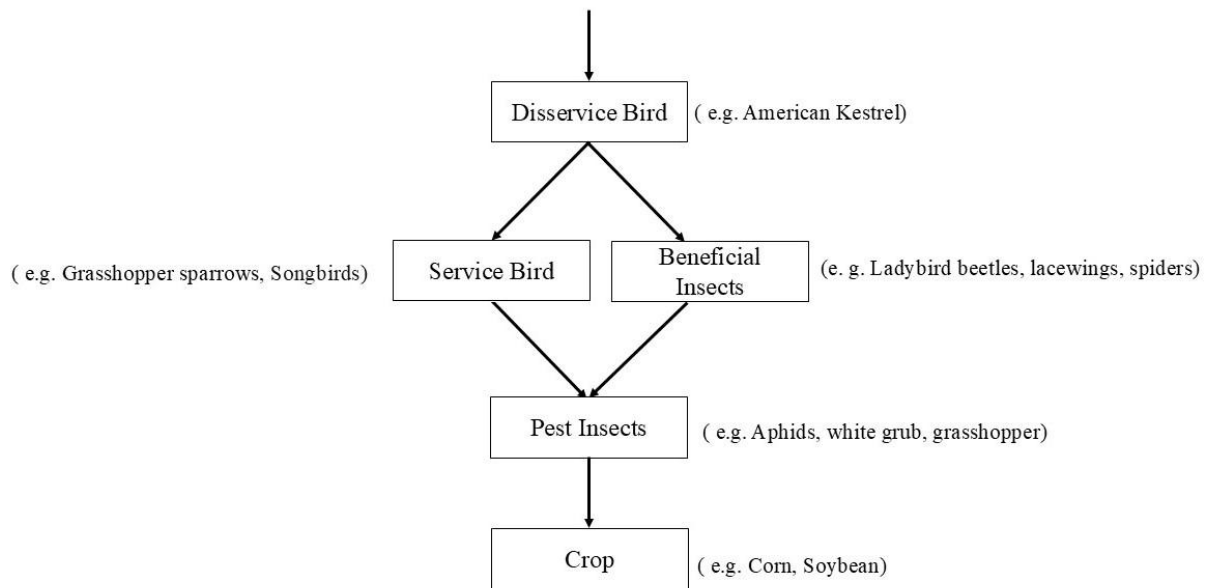 Disservice Bird
( e.g. American Kestrel)
( e.g. Grasshopper sparrows, Songbirds)
Service Bird
Beneficial
Insects
(e. g. Ladybird beetles, lacewings, spiders)
Pest Insects
( e.g. Aphids, white grub, grasshopper)
Crop
( e.g. Corn, Soybean)